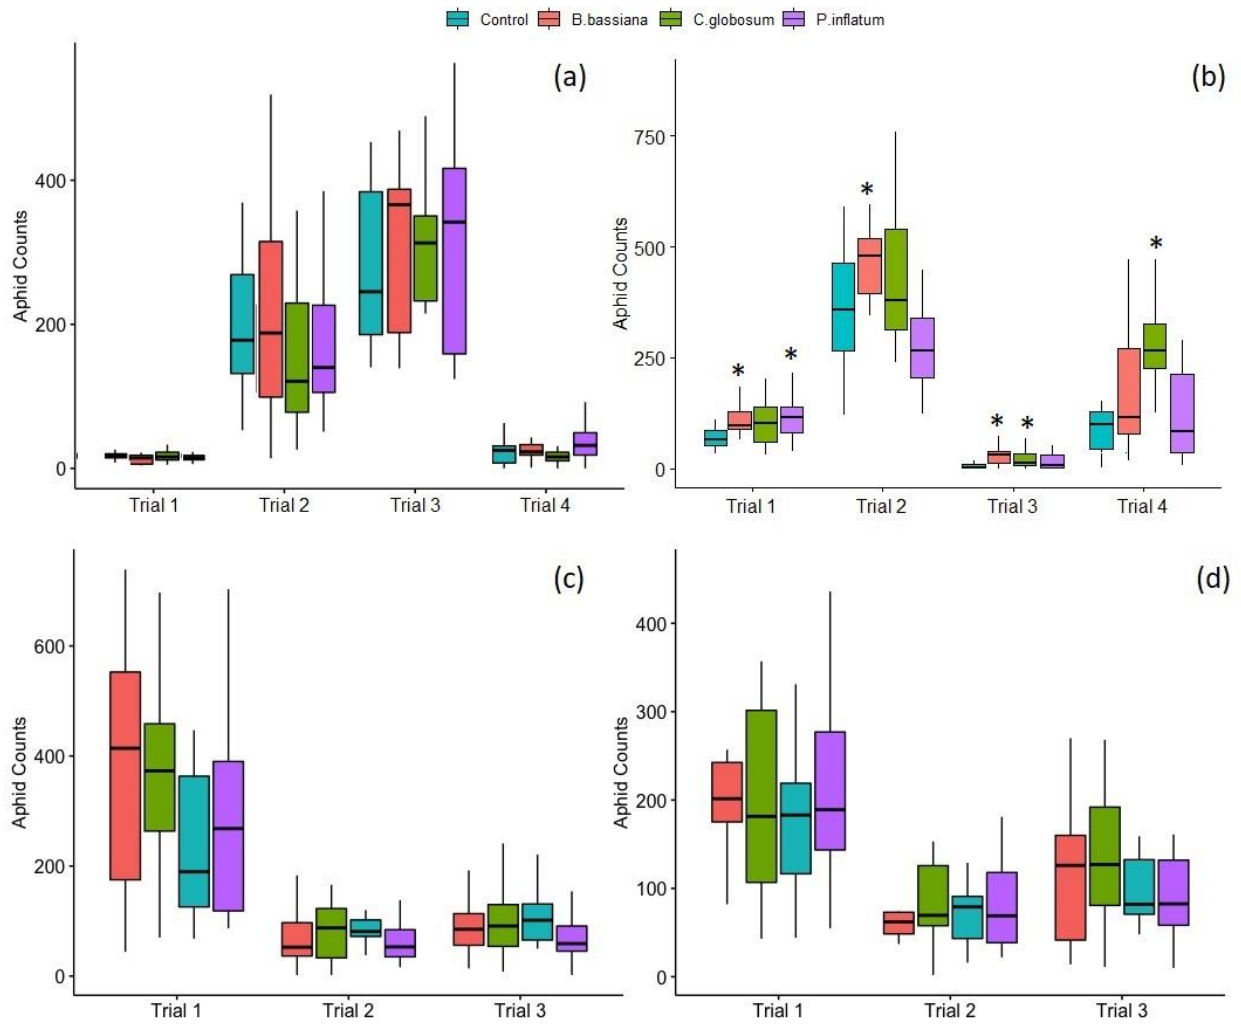 Control B.bassiana C.globosum P.inflatum
(a)
Aphid Counts
400
200
0
Trial 1 Trial 2 Trial 3 Trial 4
(b)
Aphid Counts
750
500
250
0
* * * * * *
Trial 1 Trial 2 Trial 3 Trial 4
(c)
Aphid Counts
600
400
200
0
Trial 1 Trial 2 Trial 3
(d)
Aphid Counts
400
300
200
100
0
Trial 1 Trial 2 Trial 3